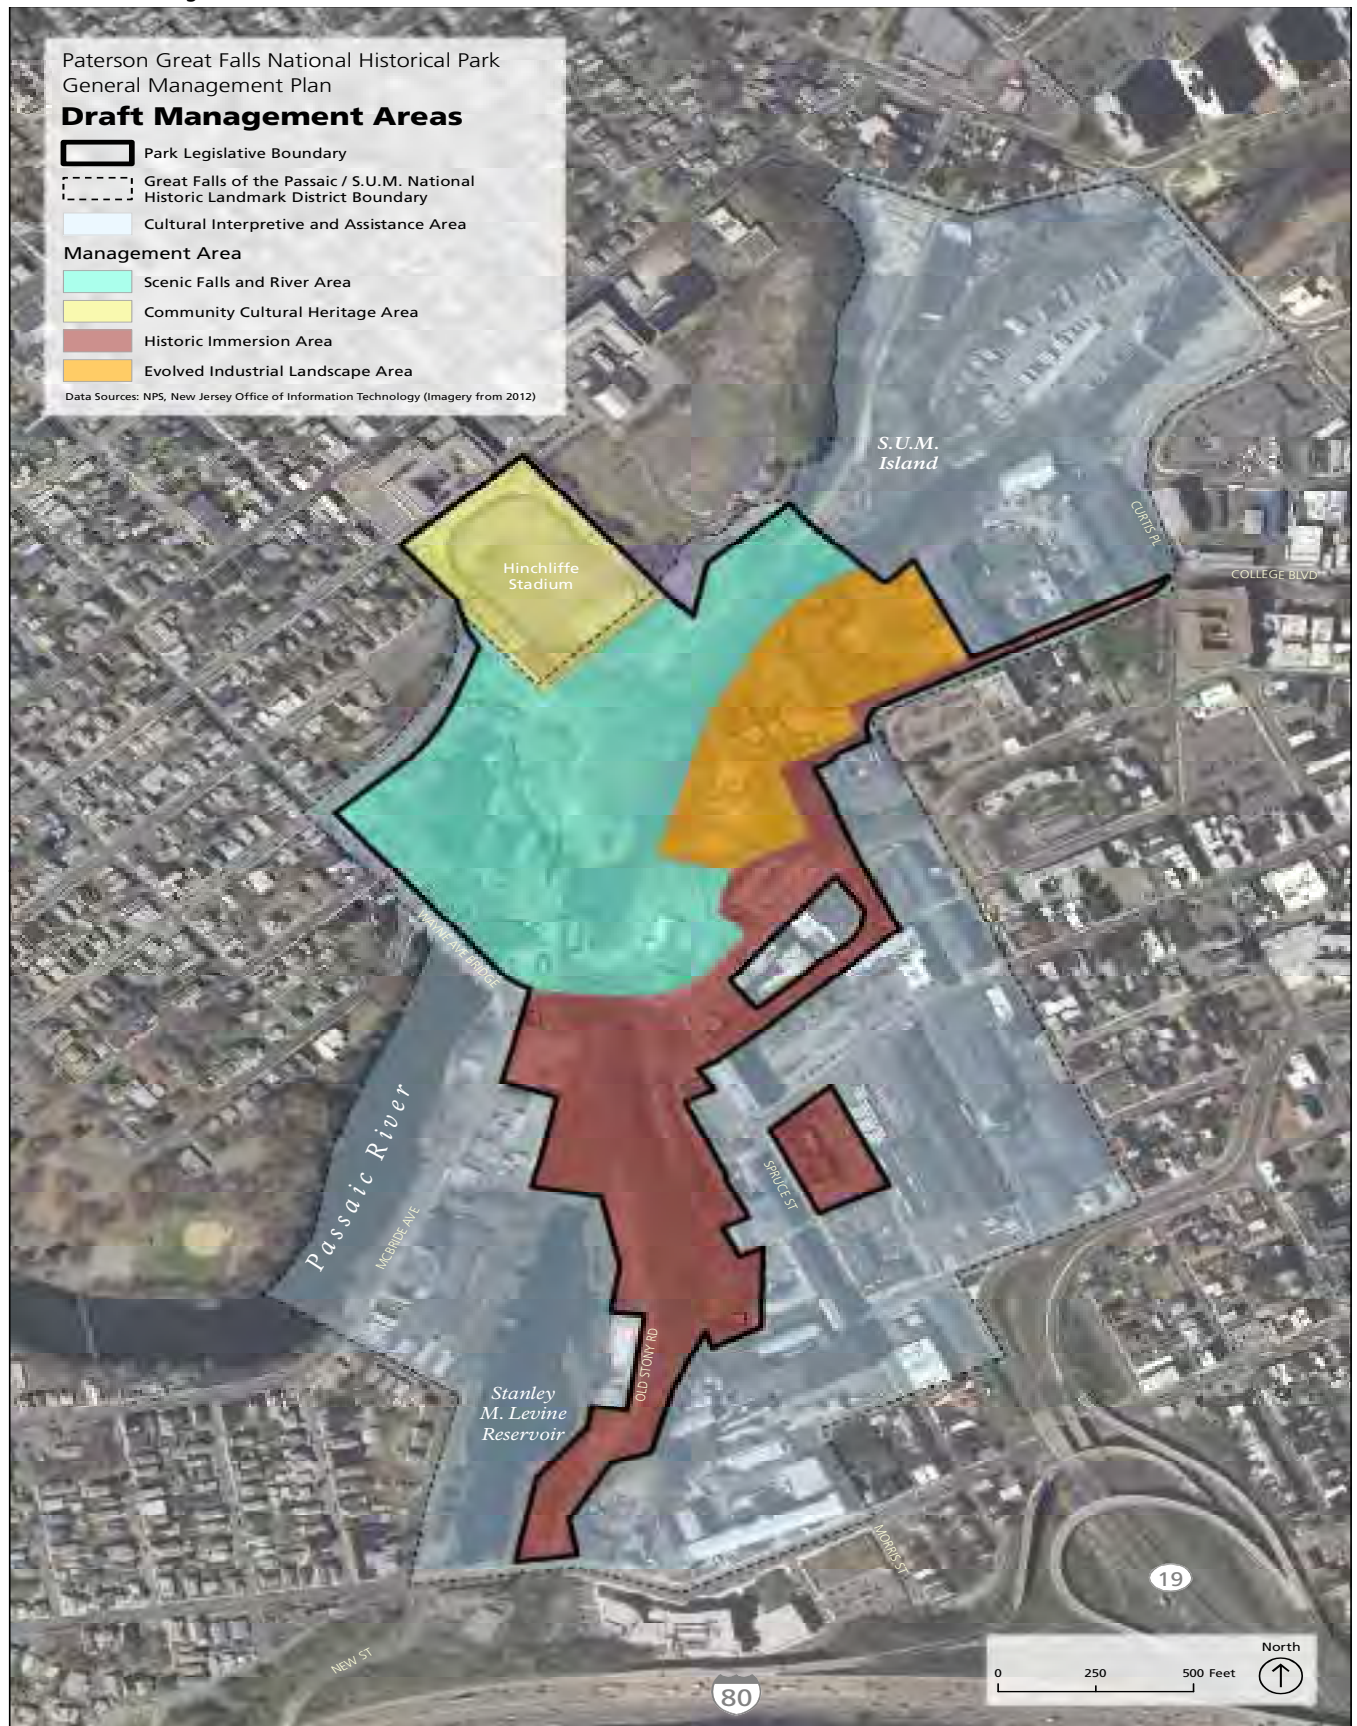 Paterson Great Falls National Historical Park
General Management Plan
Draft Management Areas
Park Legislative Boundary
Great Falls of the Passaic / S.U.M. National
Historic Landmark District Boundary
Cultural Interpretive and Assistance Area
Management Area
Scenic Falls and River Area
Community Cultural Heritage Area
Historic Immersion Area
Evolved Industrial Landscape Area
Data Sources: NPS, New Jersey Office of Information Technology (Imagery from 2012)
S.U.M.
Island
CURTIS PL
COLLEGE BLVD
Hinchliffe
Stadium
WAYNE AVE BRIDGE
Passaic River
MCBRIDE AVE
SPRUCE ST
OLD STONY RD
Stanley
M. Levine
Reservoir
MORRIS ST
19
NEW ST
80
North
0 250 500 Feet